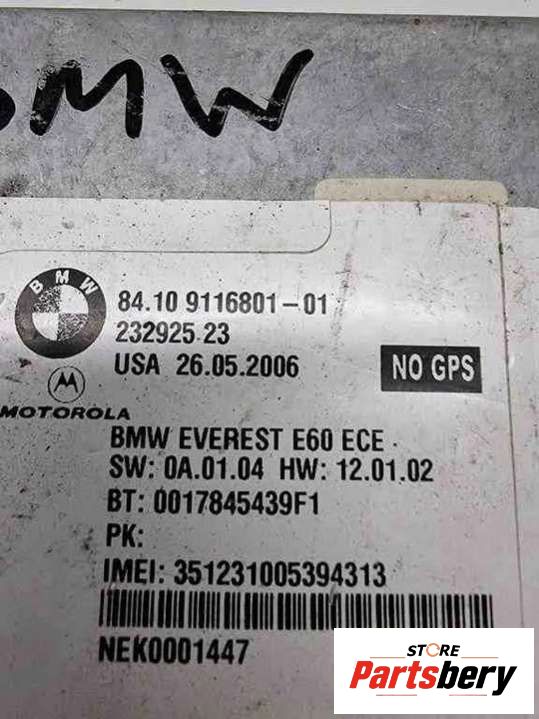 BMW
BMW
84.10 9116801-01
232925 23
USA 26.05.2006
NO GPS
MOTOROLA
BMW EVEREST E60 ECE
SW: 0A.01.04 HW: 12.01.02
BT: 0017845439F1
PK:
IMEI: 351231005394313
NEK0001447
STORE
Partsbery